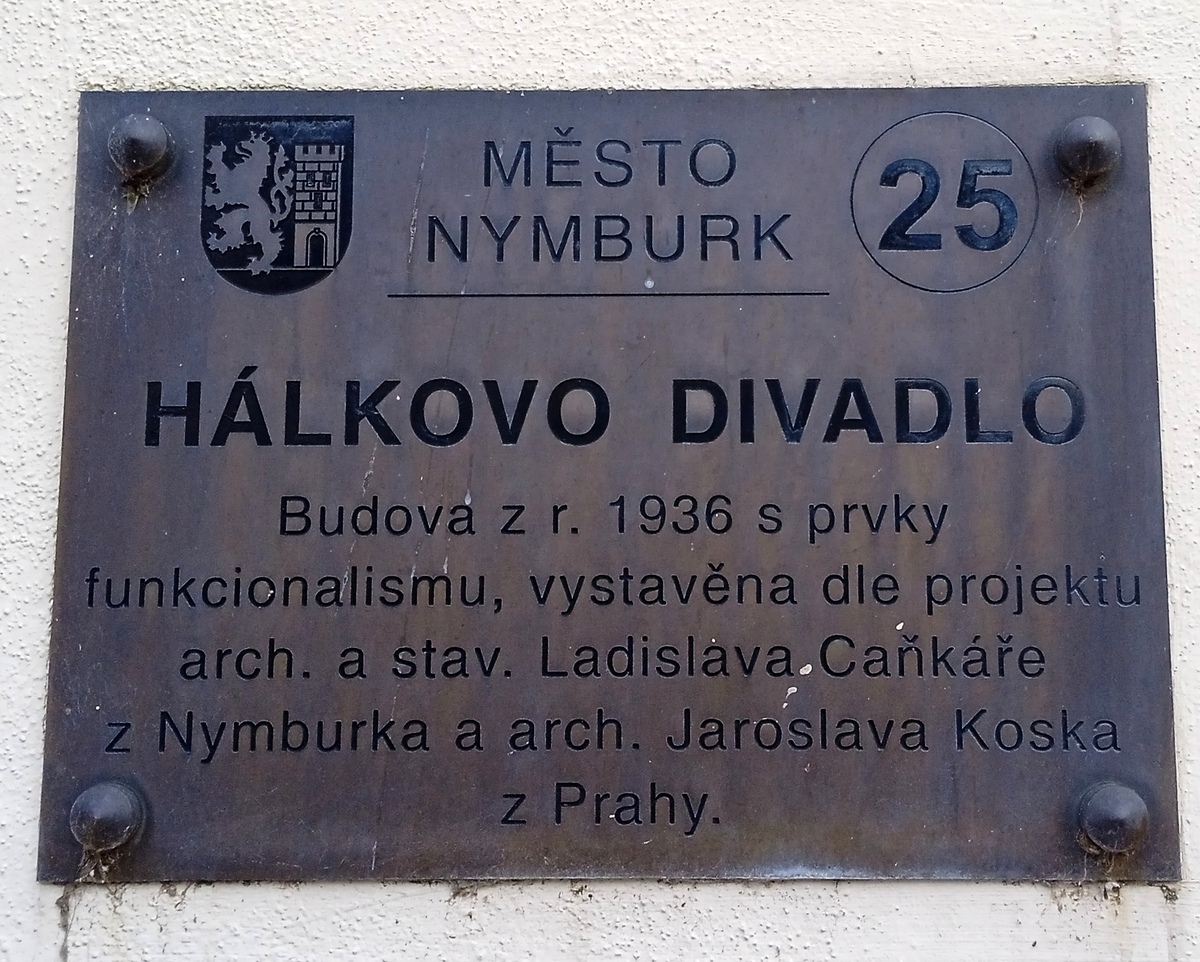 MĚSTO
NYMBURK
25
HÁLKOVO DIVADLO
Budova z r. 1936 s prvky
funkcionalismu, vystavěna dle projektu
arch. a stav. Ladislava Caňkáře
z Nymburka a arch. Jaroslava Koska
z Prahy.